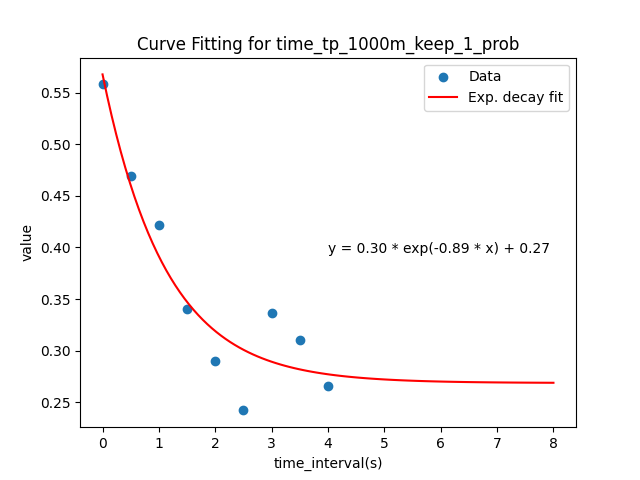 Curve Fitting for time_tp_1000m_keep_1_prob
Data
Exp. decay fit
y = 0.30 * exp(-0.89 * x) + 0.27
value
0.55
0.50
0.45
0.40
0.35
0.30
0.25
0 1 2 3 4 5 6 7 8
time_interval(s)